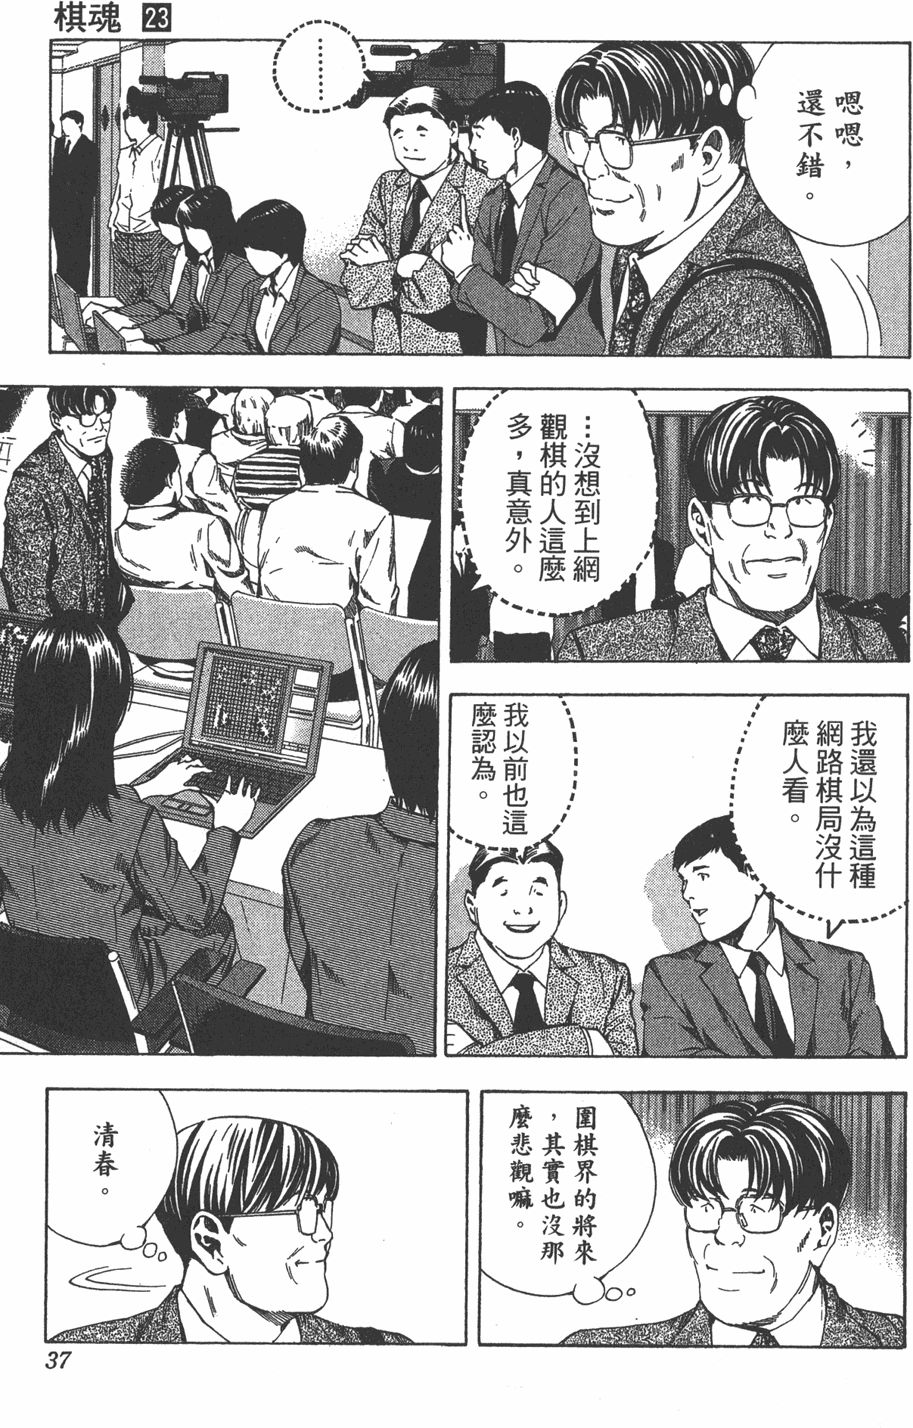 棋魂 23
嗯嗯，
還不錯。
…………
…沒想到上網
觀棋的人這麼
多，真意外。
我還以為這種
網路棋局沒什
麼人看。
我以前也這
麼認為。
圍棋界的將來
，其實也沒那
麼悲觀嘛。
清春。
37